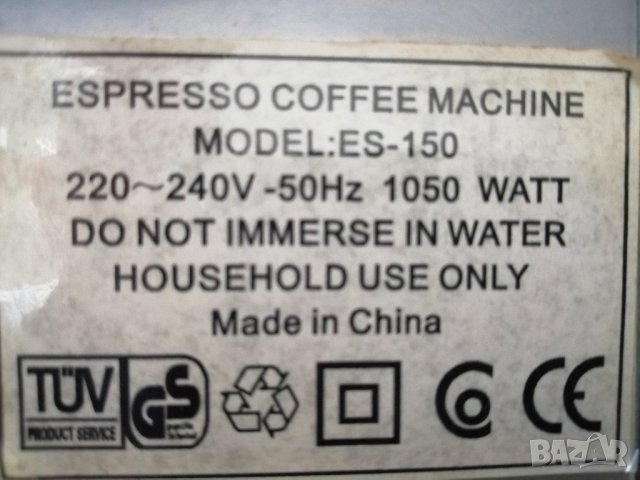 ESPRESSO COFFEE MACHINE
MODEL:ES-150
220~240V -50Hz 1050 WATT
DO NOT IMMERSE IN WATER
HOUSEHOLD USE ONLY
Made in China
TÜV
PRODUCT SERVICE
GS
CE
BAZAR